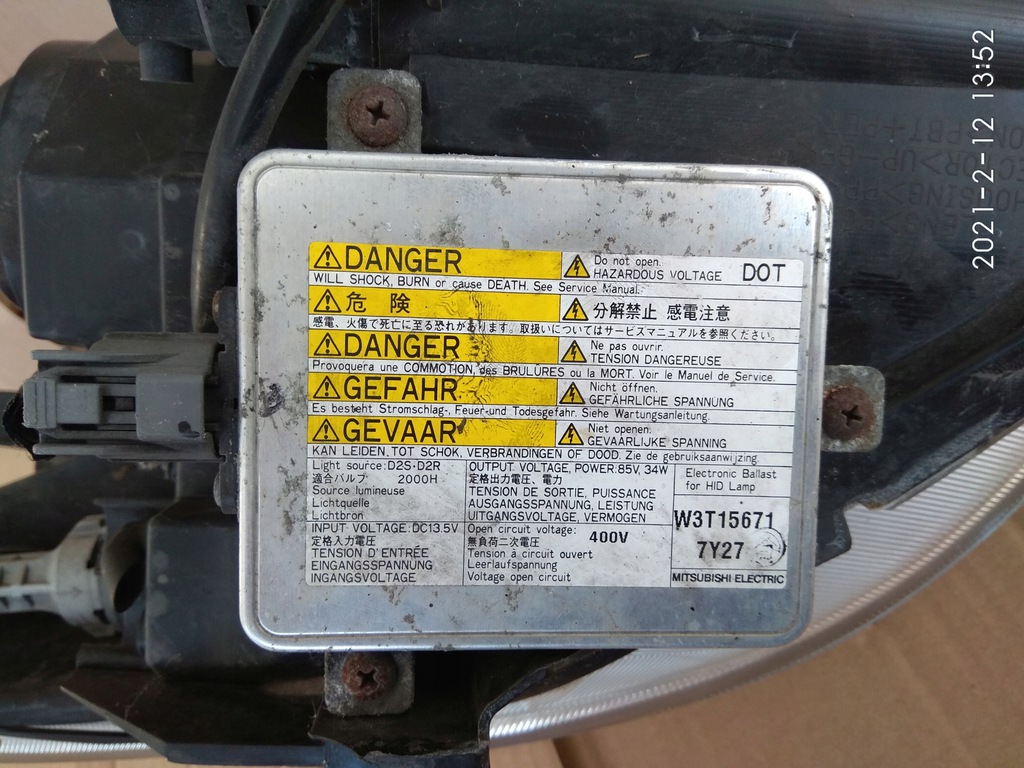 DANGER
WILL SHOCK, BURN or cause DEATH. See Service Manual.
Do not open.
HAZARDOUS VOLTAGE
DOT
危 険
感電、火傷で死亡に至る恐れがあります。取扱いについてはサービスマニュアルを参照ください。
分解禁止 感電注意
DANGER
Provoquera une COMMOTION, des BRULURES ou la MORT. Voir le Manuel de Service.
Ne pas ouvrir.
TENSION DANGEREUSE
GEFAHR
Es besteht Stromschlag-, Feuer-und Todesgefahr. Siehe Wartungsanleitung.
Nicht öffnen.
GEFÄHRLICHE SPANNUNG
GEVAAR
KAN LEIDEN TOT SCHOK, VERBRANDINGEN OF DOOD. Zie de gebruiksaanwijzing.
Niet openen.
GEVAARLIJKE SPANNING
Light source: D2S・D2R
適合バルブ 2000H
Source lumineuse
Lichtquelle
Lichtbron
INPUT VOLTAGE: DC13.5V
定格入力電圧
TENSION D'ENTRÉE
EINGANGSSPANNUNG
INGANGSVOLTAGE
OUTPUT VOLTAGE, POWER: 85V, 34W
定格出力電圧、電力
TENSION DE SORTIE, PUISSANCE
AUSGANGSSPANNUNG, LEISTUNG
UITGANGSVOLTAGE, VERMOGEN
Open circuit voltage: 400V
無負荷二次電圧
Tension à circuit ouvert
Leerlaufspannung
Voltage open circuit
Electronic Ballast
for HID Lamp
W3T15671
7Y27
MITSUBISHI ELECTRIC
2021-2-12 13:52